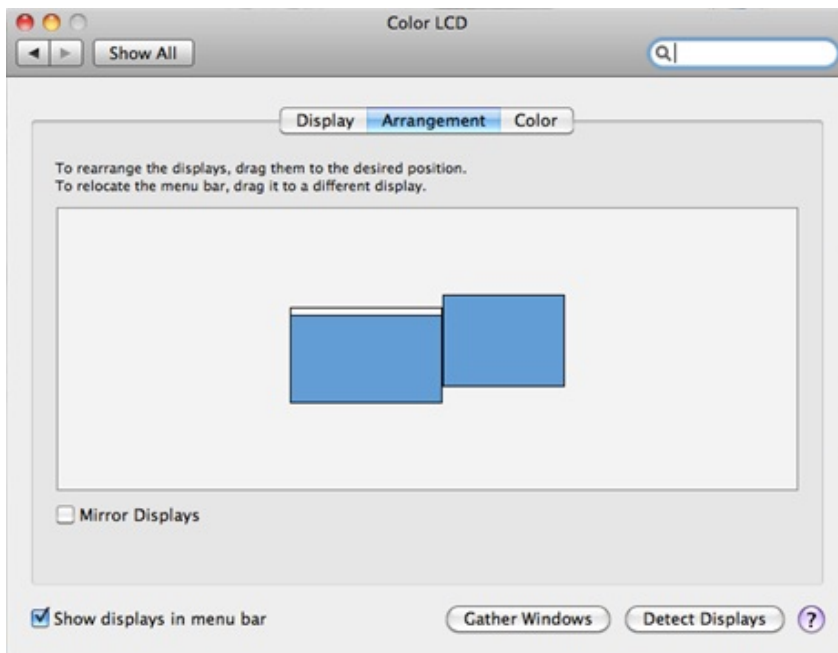 Color LCD
Show All
Display Arrangement Color
To rearrange the displays, drag them to the desired position.
To relocate the menu bar, drag it to a different display.
Mirror Displays
Show displays in menu bar
Gather Windows
Detect Displays
?